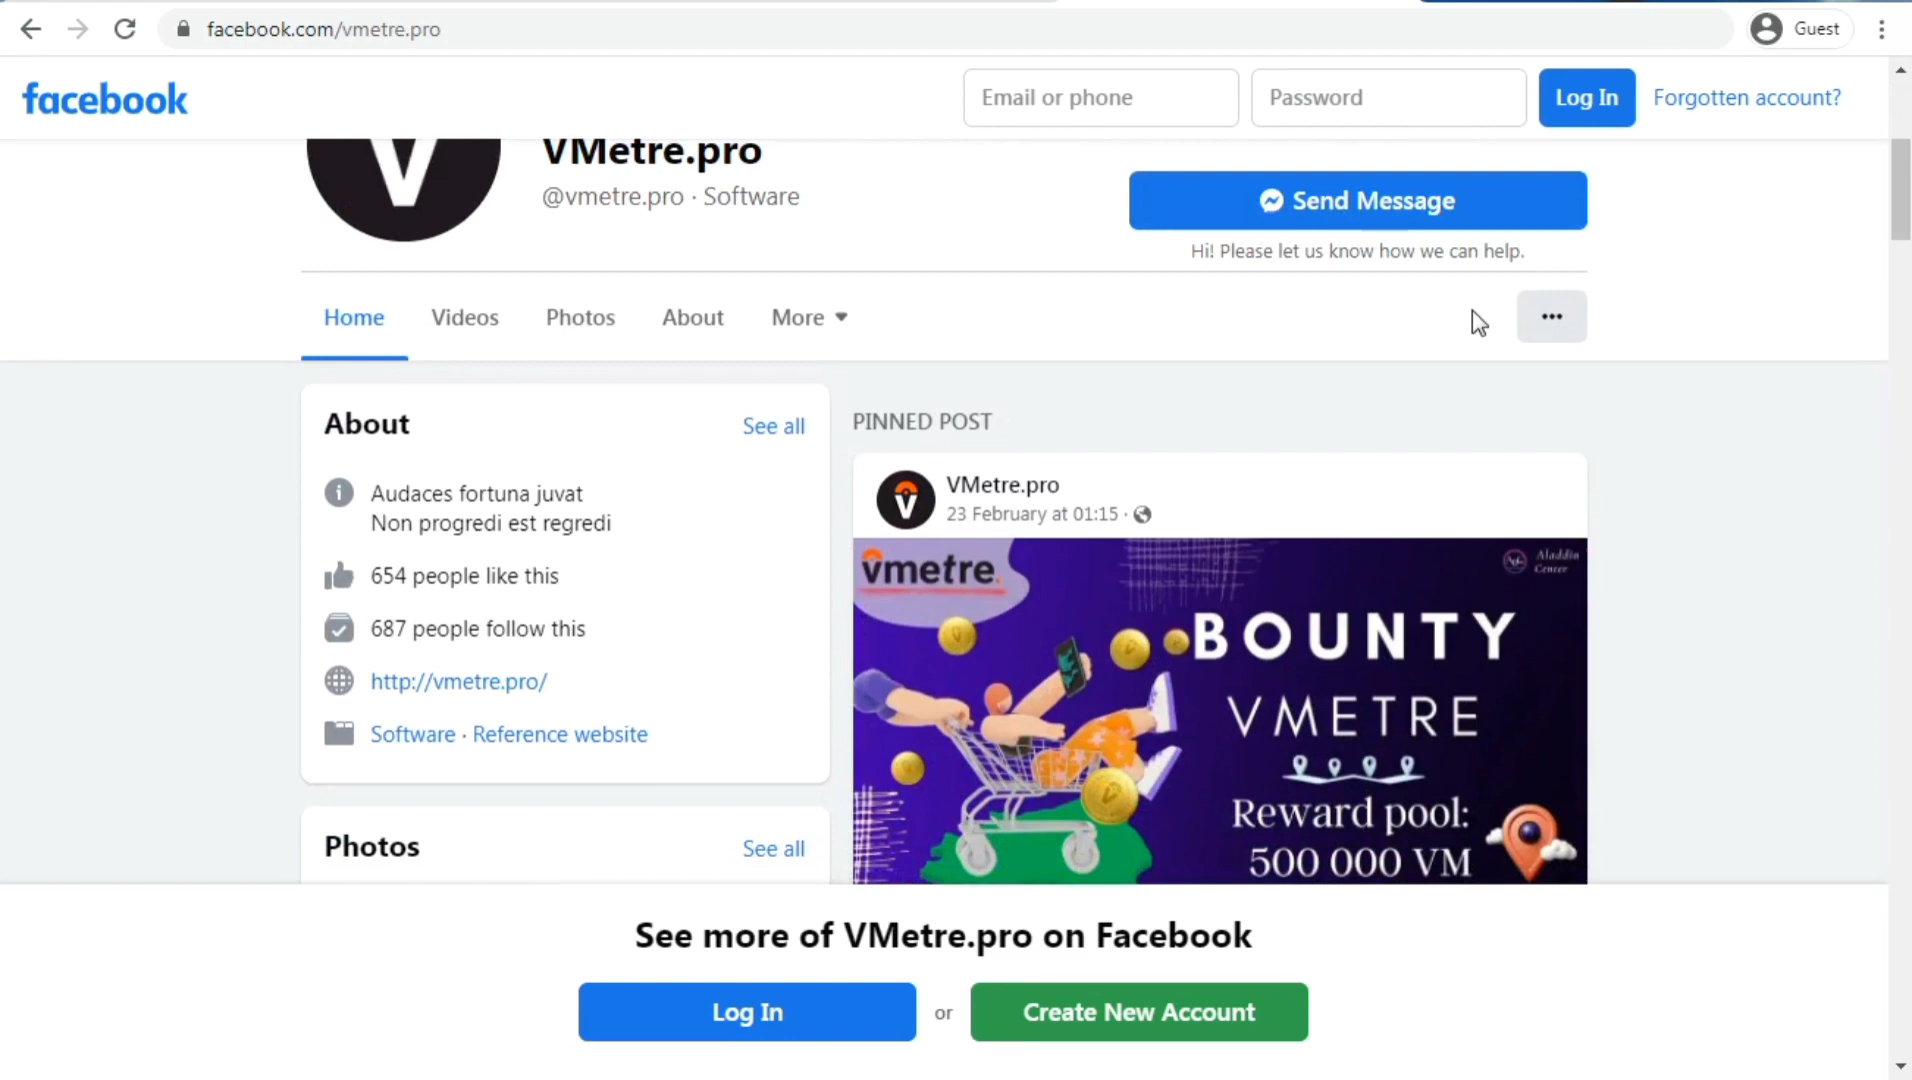 facebook.com/vmetre.pro
Guest
facebook
Email or phone
Password
Log In
Forgotten account?
VMetre.pro
@vmetre.pro · Software
Send Message
Hi! Please let us know how we can help.
Home
Videos
Photos
About
More
About
See all
Audaces fortuna juvat
Non progredi est regredi
654 people like this
687 people follow this
http://vmetre.pro/
Software · Reference website
Photos
See all
PINNED POST
VMetre.pro
23 February at 01:15 ·
vmetre.
Aladdin
Center
BOUNTY
VMETRE
Reward pool:
500 000 VM
See more of VMetre.pro on Facebook
Log In
or
Create New Account